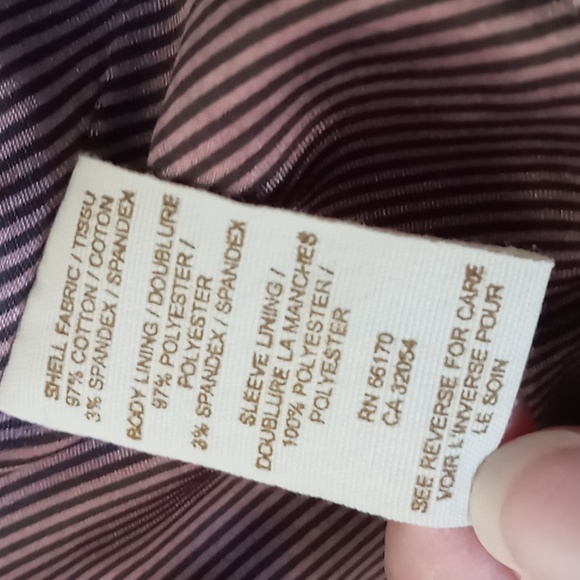 SHELL FABRIC / TISSU
97% COTTON / COTON
3% SPANDEX / SPANDEX
BODY LINING / DOUBLURE
97% POLYESTER /
POLYESTER
3% SPANDEX / SPANDEX
SLEEVE LINING /
DOUBLURE LA MANCHES
100% POLYESTER /
POLYESTER
RN 66170
CA 32054
SEE REVERSE FOR CARE
VOIR L'INVERSE POUR
LE SOIN